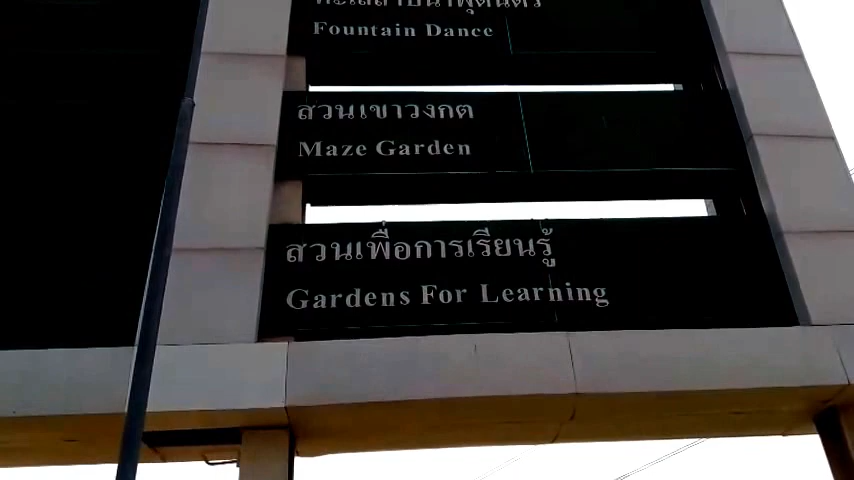 Fountain Dance
สวนเขาวงกต
Maze Garden
สวนเพื่อการเรียนรู้
Gardens For Learning